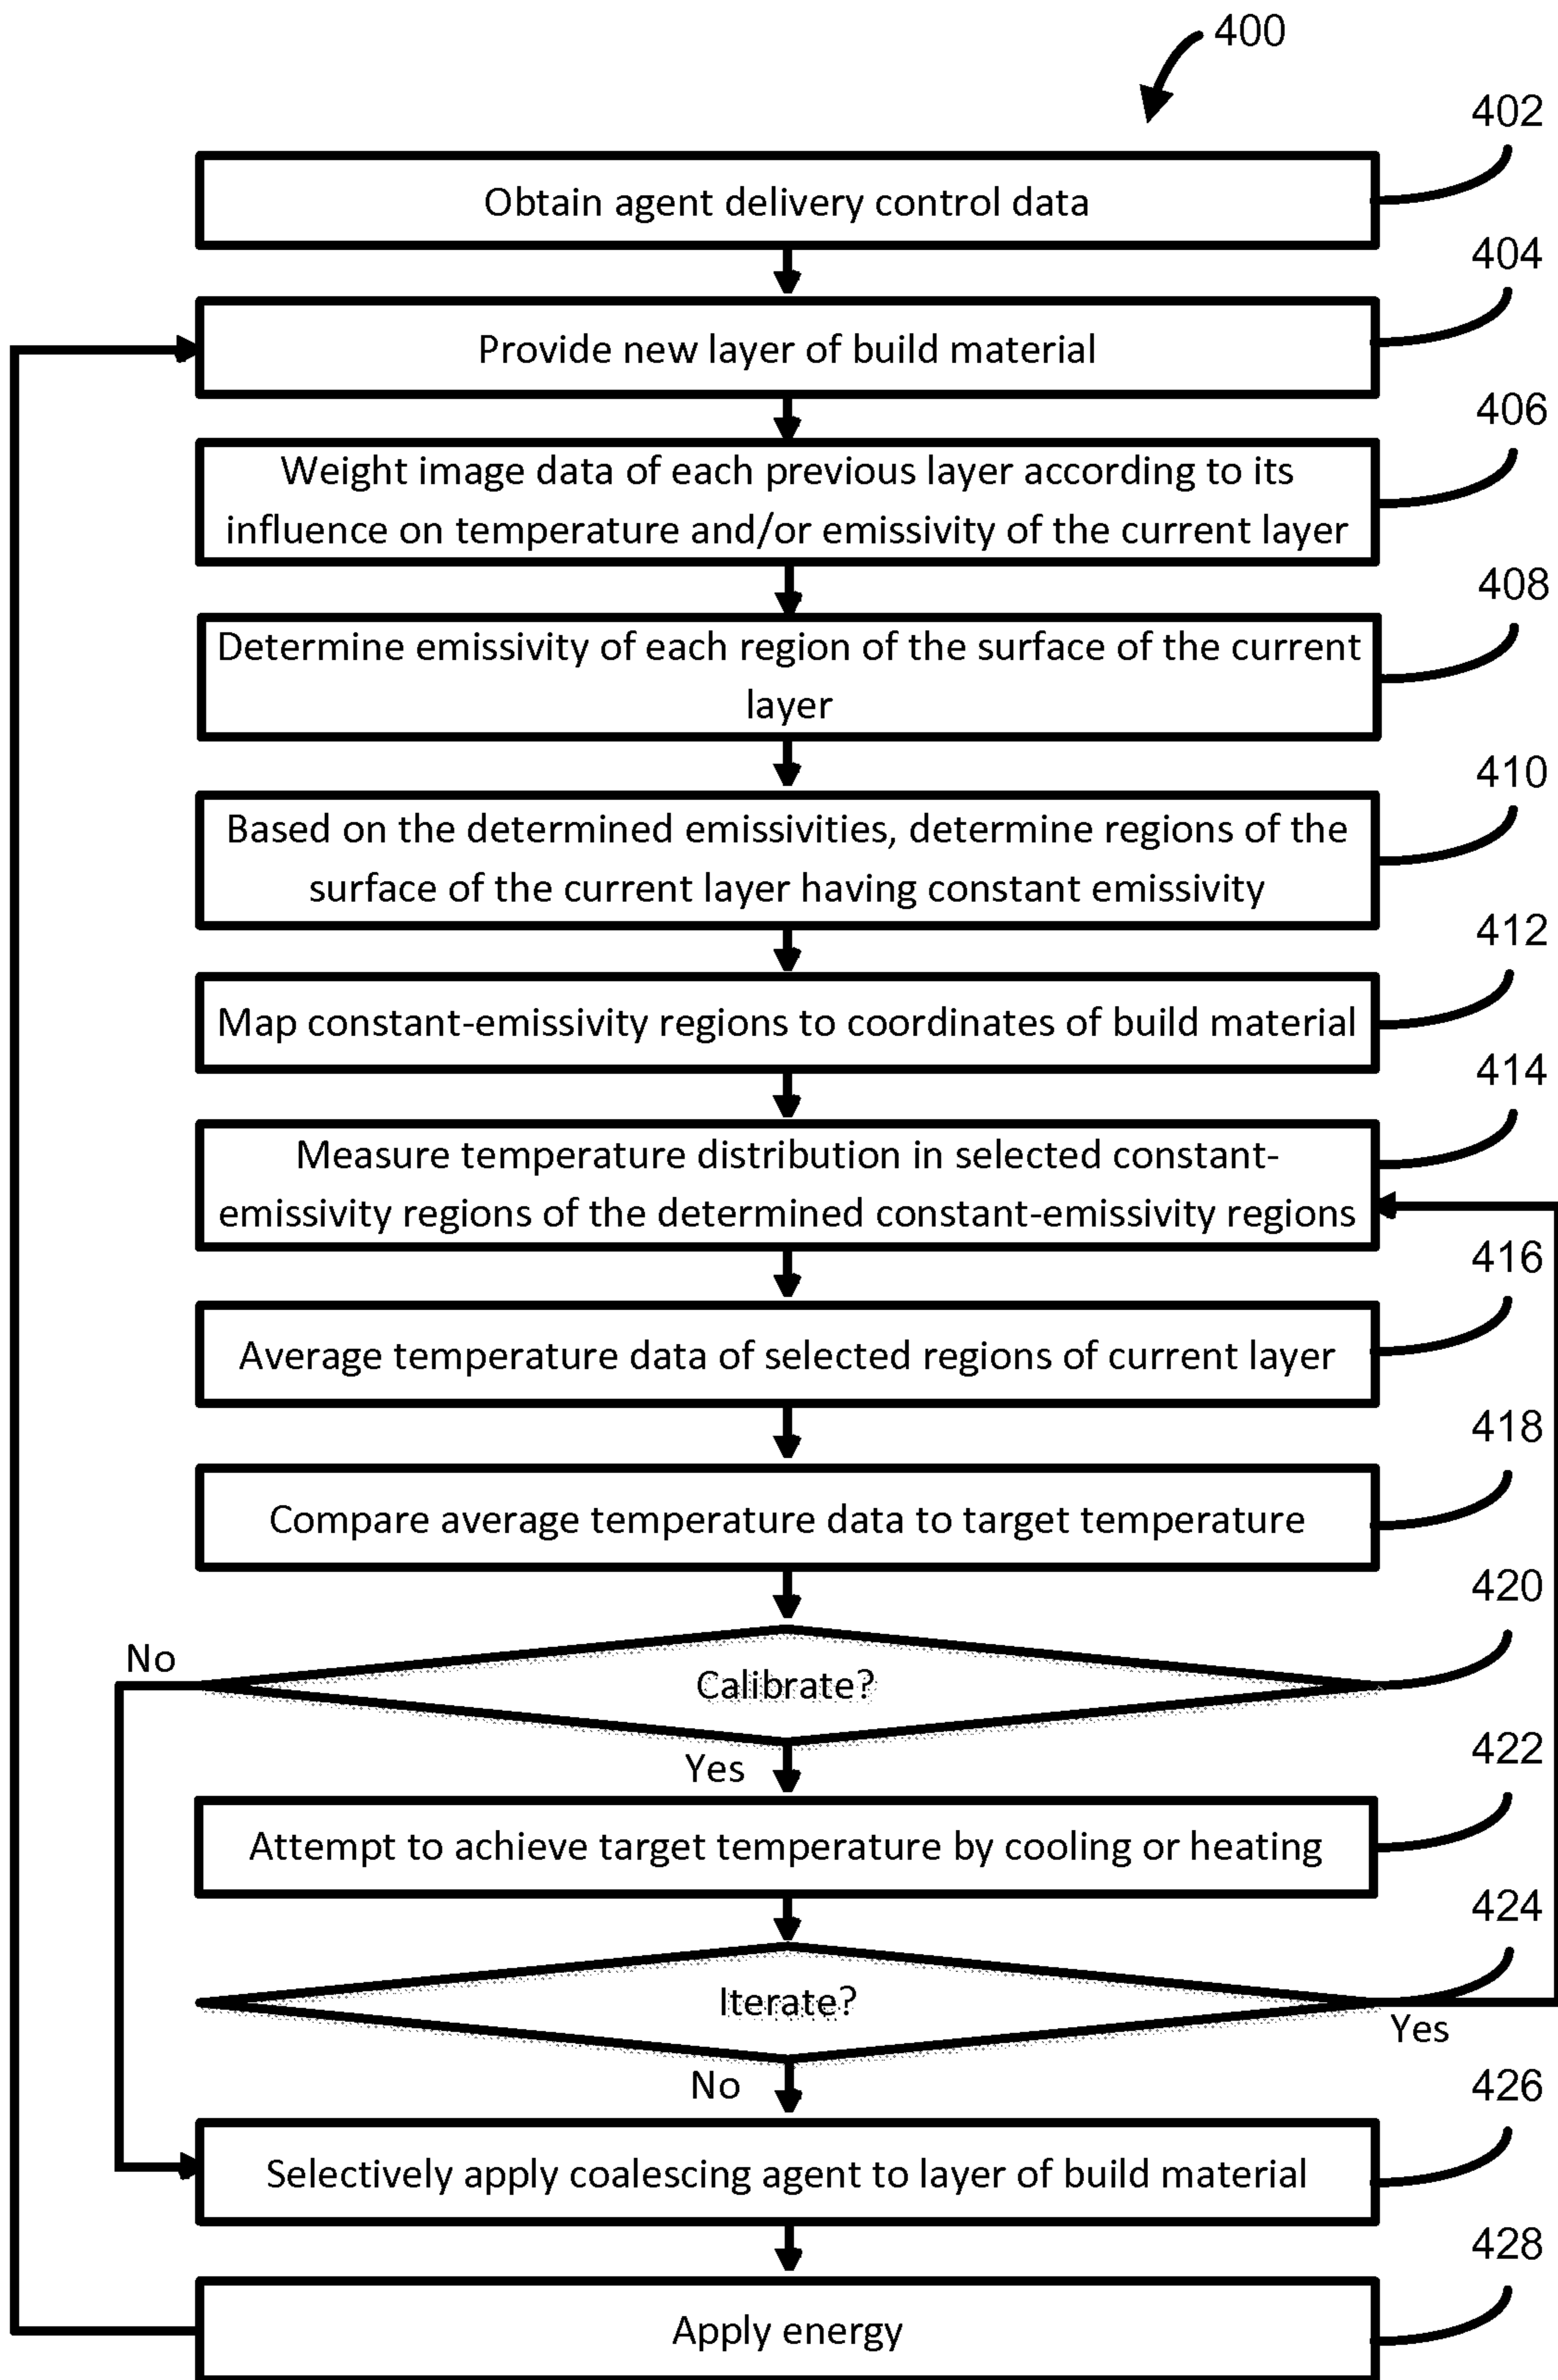 400
402
Obtain agent delivery control data
404
Provide new layer of build material
406
Weight image data of each previous layer according to its
influence on temperature and/or emissivity of the current layer
408
Determine emissivity of each region of the surface of the current
layer
410
Based on the determined emissivities, determine regions of the
surface of the current layer having constant emissivity
412
Map constant-emissivity regions to coordinates of build material
414
Measure temperature distribution in selected constant-
emissivity regions of the determined constant-emissivity regions
416
Average temperature data of selected regions of current layer
418
Compare average temperature data to target temperature
420
No
Calibrate?
Yes
422
Attempt to achieve target temperature by cooling or heating
424
Iterate?
Yes
No
426
Selectively apply coalescing agent to layer of build material
428
Apply energy